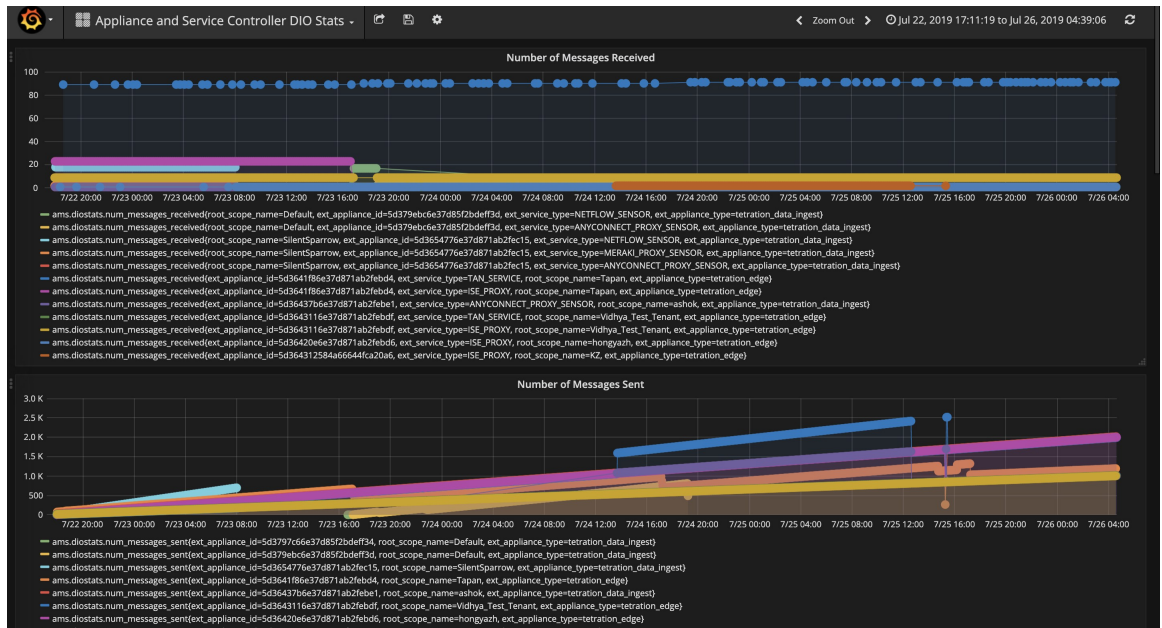 Appliance and Service Controller DIO Stats
Zoom Out
Jul 22, 2019 17:11:19 to Jul 26, 2019 04:39:06
Number of Messages Received
100
80
60
40
20
0
7/22 20:00 7/23 00:00 7/23 04:00 7/23 08:00 7/23 12:00 7/23 16:00 7/23 20:00 7/24 00:00 7/24 04:00 7/24 08:00 7/24 12:00 7/24 16:00 7/24 20:00 7/25 00:00 7/25 04:00 7/25 08:00 7/25 12:00 7/25 16:00 7/25 20:00 7/26 00:00 7/26 04:00
ams.diostats.num_messages_received{root_scope_name=Default, ext_appliance_id=5d379ebc6e37d85f2bdeff3d, ext_service_type=NETFLOW_SENSOR, ext_appliance_type=tetration_data_ingest}
ams.diostats.num_messages_received{root_scope_name=Default, ext_appliance_id=5d379ebc6e37d85f2bdeff3d, ext_service_type=ANYCONNECT_PROXY_SENSOR, ext_appliance_type=tetration_data_ingest}
ams.diostats.num_messages_received{root_scope_name=SilentSparrow, ext_appliance_id=5d3654776e37d871ab2fec15, ext_service_type=NETFLOW_SENSOR, ext_appliance_type=tetration_data_ingest}
ams.diostats.num_messages_received{root_scope_name=SilentSparrow, ext_appliance_id=5d3654776e37d871ab2fec15, ext_service_type=MERAKI_PROXY_SENSOR, ext_appliance_type=tetration_data_ingest}
ams.diostats.num_messages_received{root_scope_name=SilentSparrow, ext_appliance_id=5d3654776e37d871ab2fec15, ext_service_type=ANYCONNECT_PROXY_SENSOR, ext_appliance_type=tetration_data_ingest}
ams.diostats.num_messages_received{ext_appliance_id=5d3641f86e37d871ab2febd4, ext_service_type=TAN_SERVICE, root_scope_name=Tapan, ext_appliance_type=tetration_edge}
ams.diostats.num_messages_received{ext_appliance_id=5d3641f86e37d871ab2febd4, ext_service_type=ISE_PROXY, root_scope_name=Tapan, ext_appliance_type=tetration_edge}
ams.diostats.num_messages_received{ext_appliance_id=5d36437b6e37d871ab2febe1, ext_service_type=ANYCONNECT_PROXY_SENSOR, root_scope_name=ashok, ext_appliance_type=tetration_data_ingest}
ams.diostats.num_messages_received{ext_appliance_id=5d3643116e37d871ab2febdf, ext_service_type=TAN_SERVICE, root_scope_name=Vidhya_Test_Tenant, ext_appliance_type=tetration_edge}
ams.diostats.num_messages_received{ext_appliance_id=5d3643116e37d871ab2febdf, ext_service_type=ISE_PROXY, root_scope_name=Vidhya_Test_Tenant, ext_appliance_type=tetration_edge}
ams.diostats.num_messages_received{ext_appliance_id=5d36420e6e37d871ab2febd6, ext_service_type=ISE_PROXY, root_scope_name=hongyazh, ext_appliance_type=tetration_edge}
ams.diostats.num_messages_received{ext_appliance_id=5d364312584a66644fca20a6, ext_service_type=ISE_PROXY, root_scope_name=KZ, ext_appliance_type=tetration_edge}
Number of Messages Sent
3.0 K
2.5 K
2.0 K
1.5 K
1.0 K
500
0
7/22 20:00 7/23 00:00 7/23 04:00 7/23 08:00 7/23 12:00 7/23 16:00 7/23 20:00 7/24 00:00 7/24 04:00 7/24 08:00 7/24 12:00 7/24 16:00 7/24 20:00 7/25 00:00 7/25 04:00 7/25 08:00 7/25 12:00 7/25 16:00 7/25 20:00 7/26 00:00 7/26 04:00
ams.diostats.num_messages_sent{ext_appliance_id=5d3797c66e37d85f2bdeff34, root_scope_name=Default, ext_appliance_type=tetration_data_ingest}
ams.diostats.num_messages_sent{ext_appliance_id=5d379ebc6e37d85f2bdeff3d, root_scope_name=Default, ext_appliance_type=tetration_data_ingest}
ams.diostats.num_messages_sent{ext_appliance_id=5d3654776e37d871ab2fec15, root_scope_name=SilentSparrow, ext_appliance_type=tetration_data_ingest}
ams.diostats.num_messages_sent{ext_appliance_id=5d3641f86e37d871ab2febd4, root_scope_name=Tapan, ext_appliance_type=tetration_edge}
ams.diostats.num_messages_sent{ext_appliance_id=5d36437b6e37d871ab2febe1, root_scope_name=ashok, ext_appliance_type=tetration_data_ingest}
ams.diostats.num_messages_sent{ext_appliance_id=5d3643116e37d871ab2febdf, root_scope_name=Vidhya_Test_Tenant, ext_appliance_type=tetration_edge}
ams.diostats.num_messages_sent{ext_appliance_id=5d36420e6e37d871ab2febd6, root_scope_name=hongyazh, ext_appliance_type=tetration_edge}